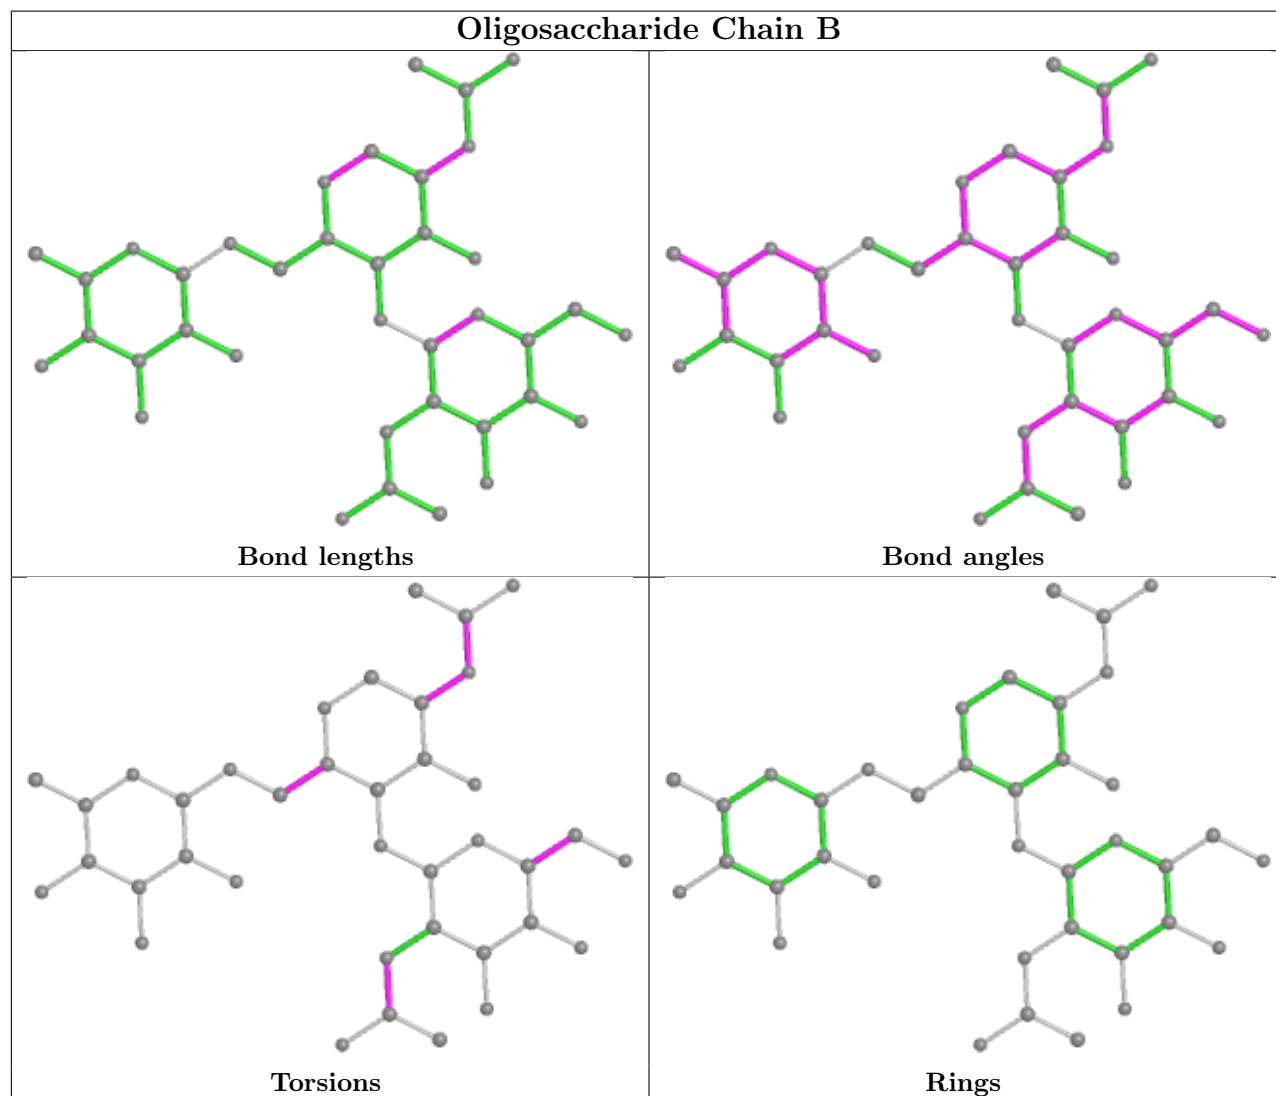 Oligosaccharide Chain B
Bond lengths
Bond angles
Torsions
Rings